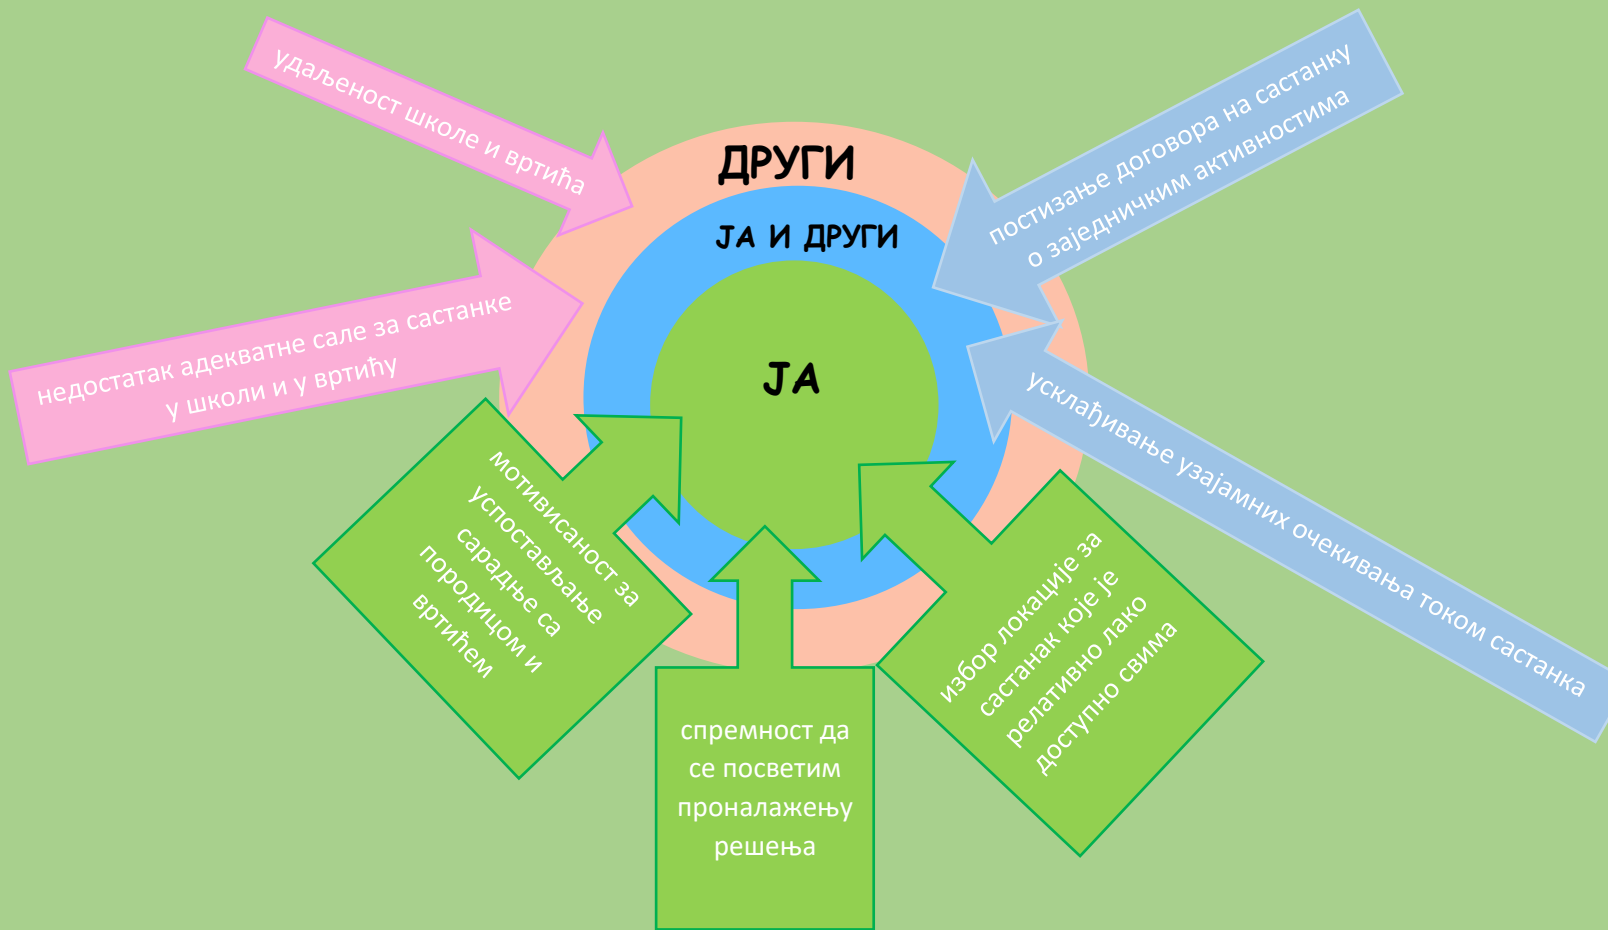 удаљеност школе и вртића
ДРУГИ
постизање договора на састанку
о заједничким активностима
ЈА И ДРУГИ
недостатак адекватне сале за састанке
у школи и у вртићу
ЈА
усклађивање узајамних очекивања током састанка
мотивисаност за
успостављање
сарадње са
породицом и
вртићем
спремност да
се посветим
проналажењу
решења
избор локације за
састанак које је
релативно лако
доступно свима